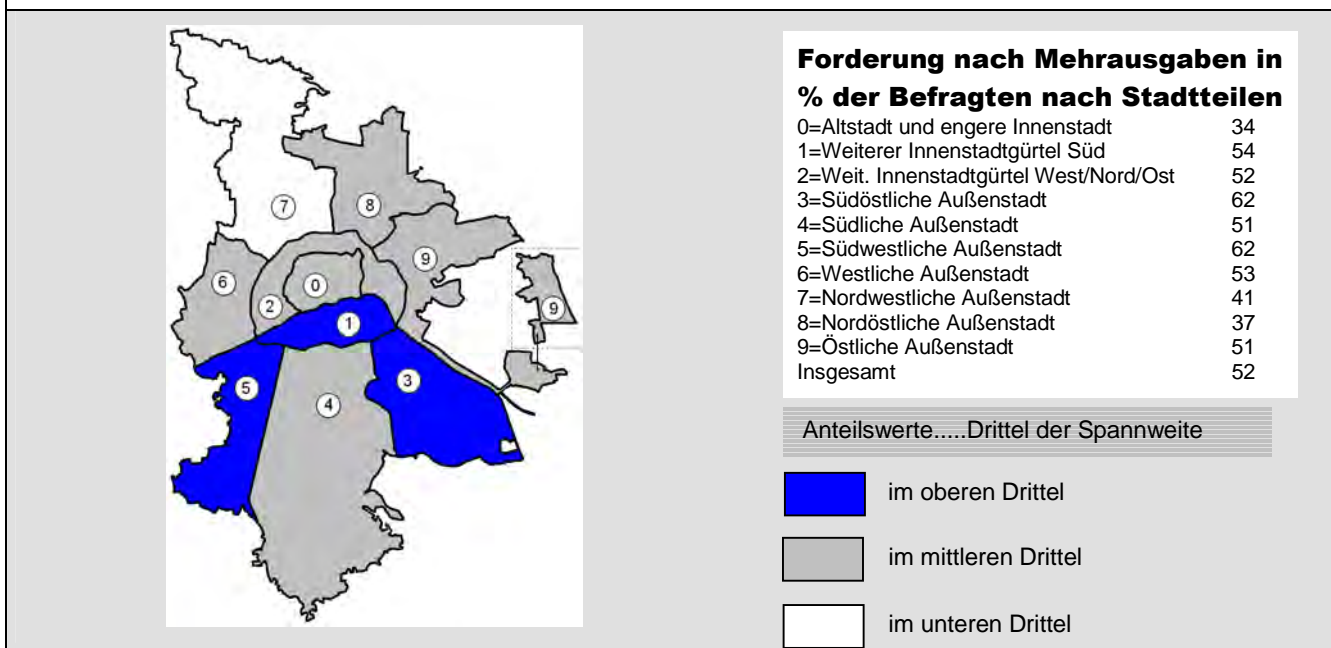 Forderung nach Mehrausgaben in
% der Befragten nach Stadtteilen
0=Altstadt und engere Innenstadt 34
1=Weiterer Innenstadtgürtel Süd 54
2=Weit. Innenstadtgürtel West/Nord/Ost 52
3=Südöstliche Außenstadt 62
4=Südliche Außenstadt 51
5=Südwestliche Außenstadt 62
6=Westliche Außenstadt 53
7=Nordwestliche Außenstadt 41
8=Nordöstliche Außenstadt 37
9=Östliche Außenstadt 51
Insgesamt 52
Anteilswerte.....Drittel der Spannweite
im oberen Drittel
im mittleren Drittel
im unteren Drittel
7
8
9
6
0
2
9
1
5
3
4